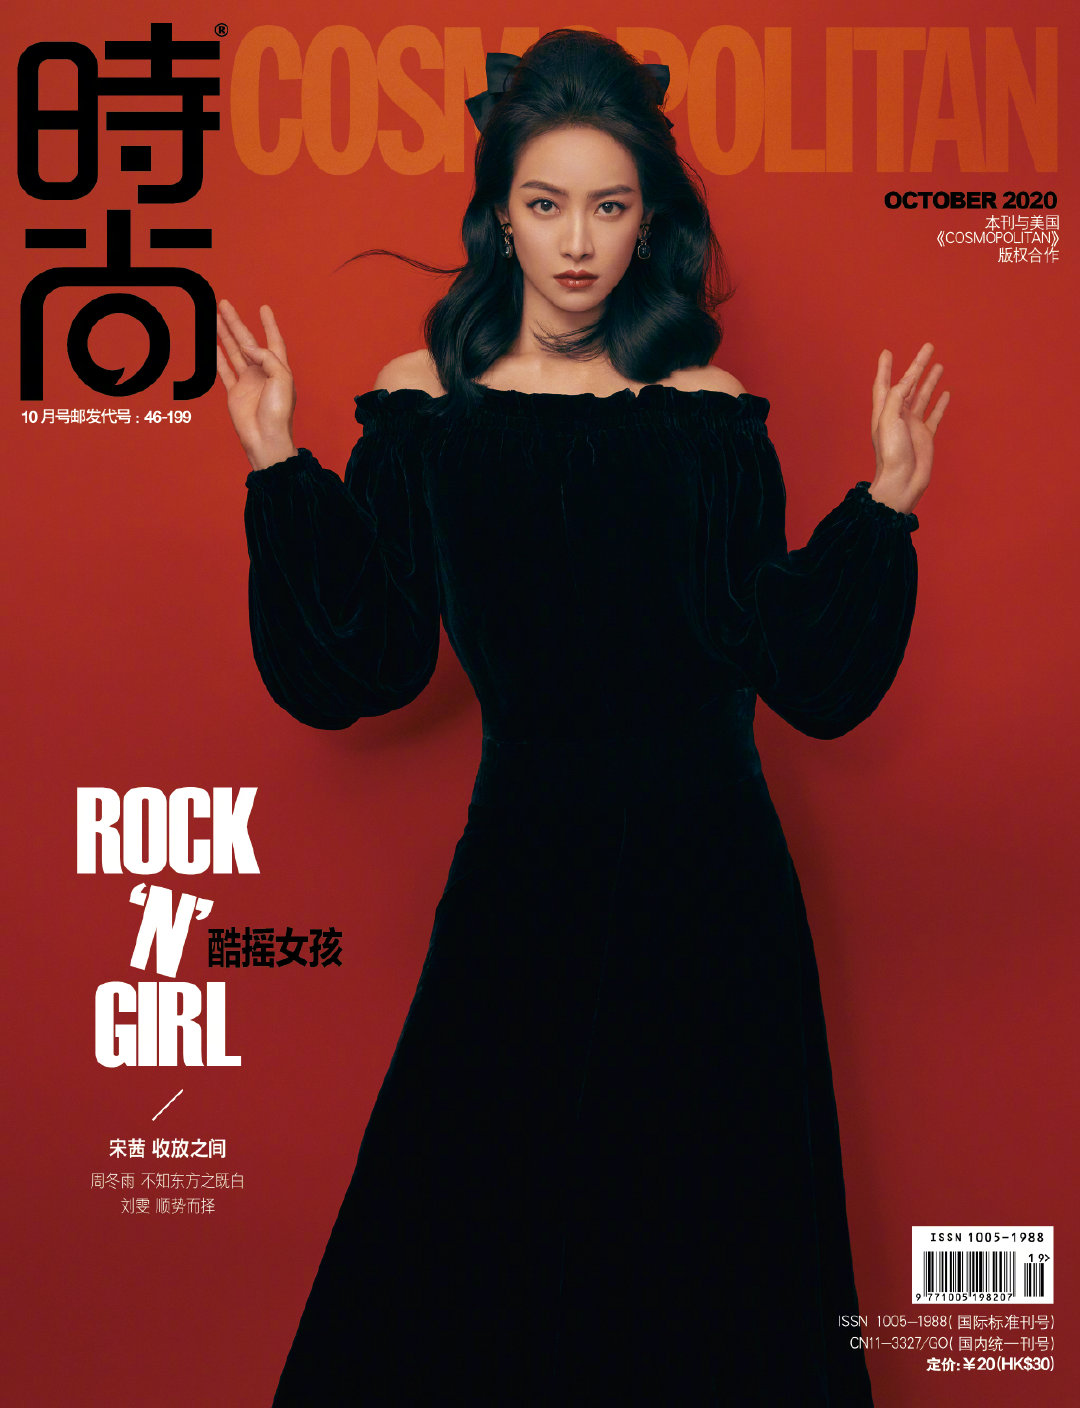 時尚®
COSMOPOLITAN
OCTOBER 2020
本刊与美国
《COSMOPOLITAN》
版权合作
10月号邮发代号：46-199
ROCK
'N'
酷摇女孩
GIRL
宋茜 收放之间
周冬雨 不知东方之既白
刘雯 顺势而择
ISSN 1005-1988
19>
9 771005 198207
ISSN 1005-1988(国际标准刊号)
CN11-3327/GO(国内统一刊号)
定价:¥20(HK$30)